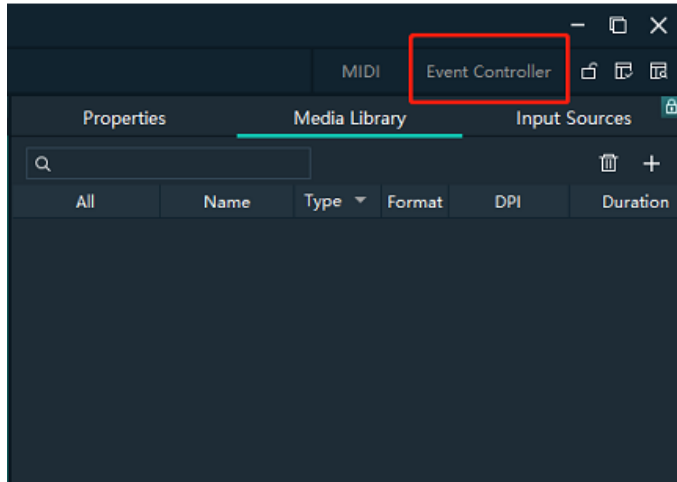 MIDI Event Controller
Properties Media Library Input Sources
All Name Type Format DPI Duration